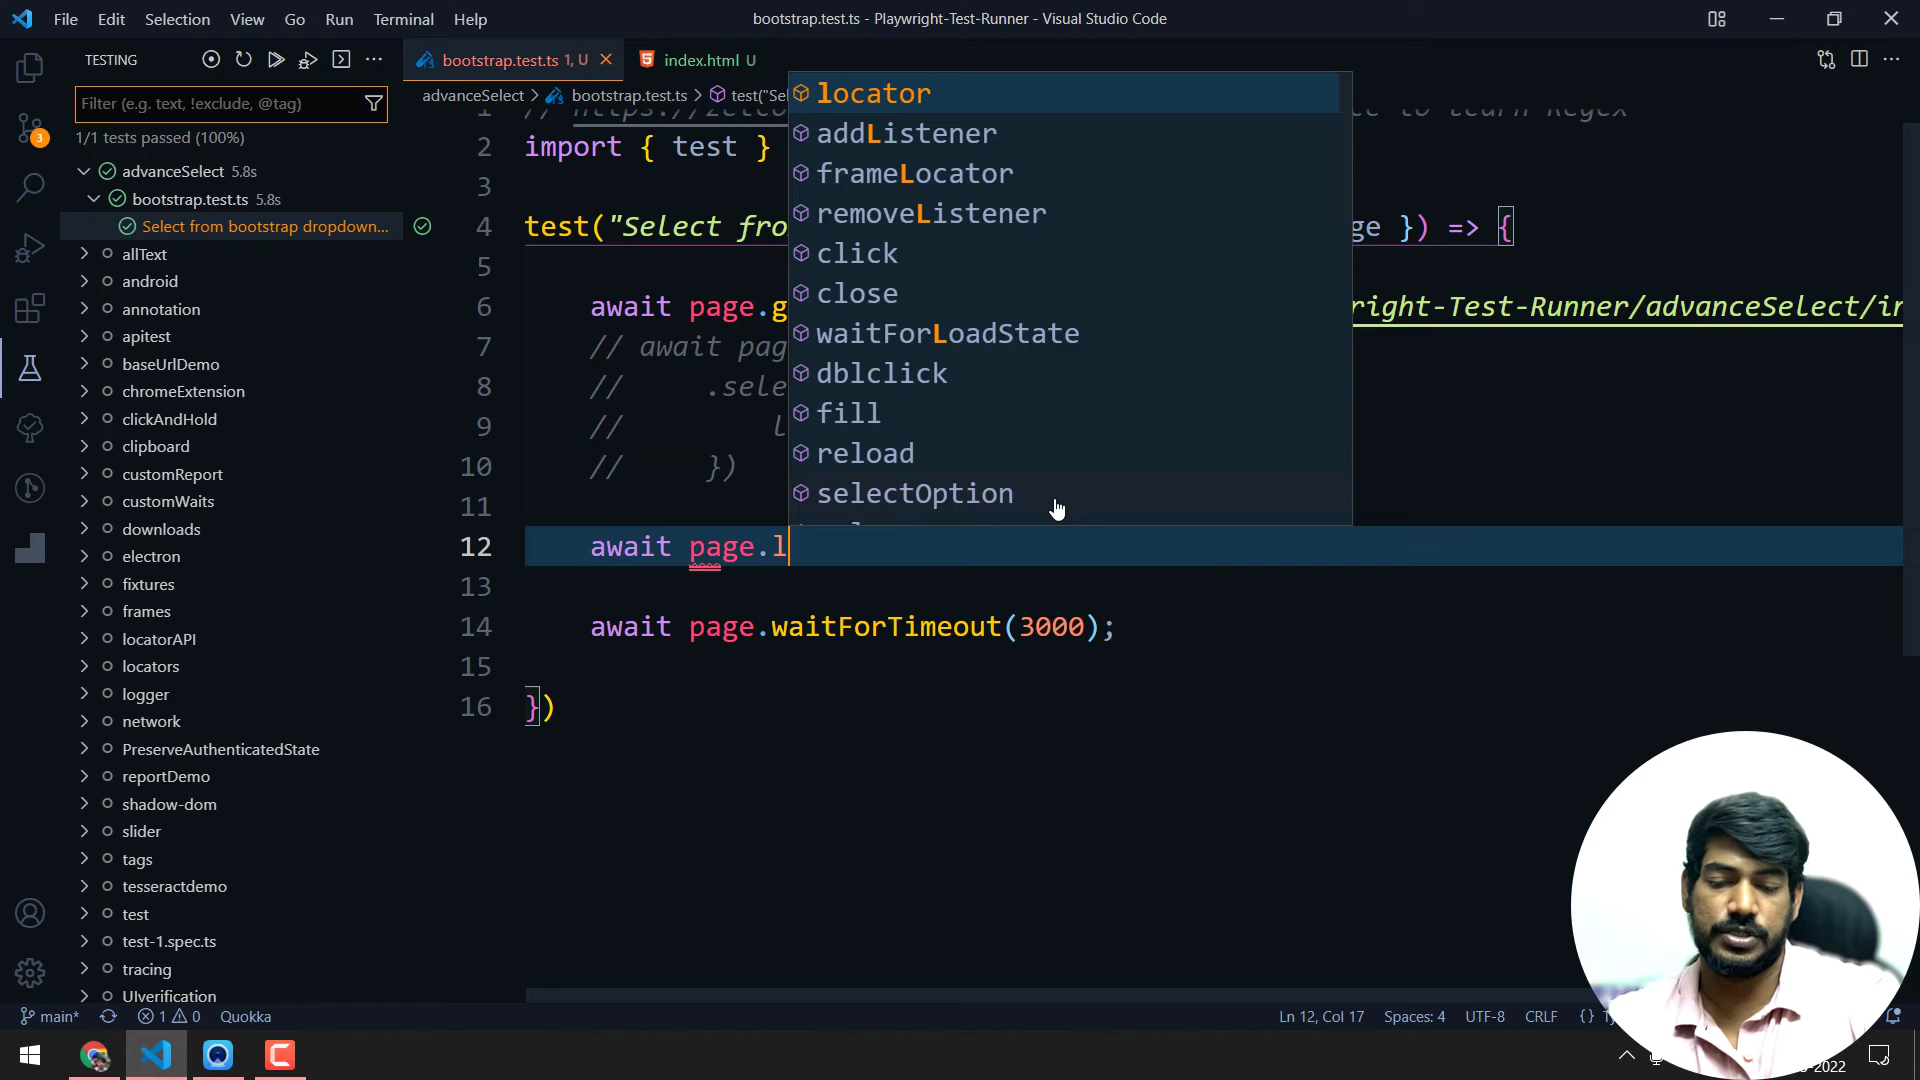 File Edit Selection View Go Run Terminal Help
bootstrap.test.ts - Playwright-Test-Runner - Visual Studio Code
TESTING
bootstrap.test.ts 1, U
index.html U
Filter (e.g. text, !exclude, @tag)
1/1 tests passed (100%)
advanceSelect 5.8s
bootstrap.test.ts 5.8s
Select from bootstrap dropdown...
allText
android
annotation
apitest
baseUrlDemo
chromeExtension
clickAndHold
clipboard
customReport
customWaits
downloads
electron
fixtures
frames
locatorAPI
locators
logger
network
PreserveAuthenticatedState
reportDemo
shadow-dom
slider
tags
tesseractdemo
test
test-1.spec.ts
tracing
UIverification
3
advanceSelect > bootstrap.test.ts > test("Sel
2 import { test }
3
4 test("Select fro ge }) => {
5
6 await page.g right-Test-Runner/advanceSelect/in
7 // await pag
8 // .sele
9 // l
10 // })
11
12 await page.l
13
14 await page.waitForTimeout(3000);
15
16 })
locator
addListener
frameLocator
removeListener
click
close
waitForLoadState
dblclick
fill
reload
selectOption
main* 1 0 Quokka
Ln 12, Col 17 Spaces: 4 UTF-8 CRLF { }
-2022